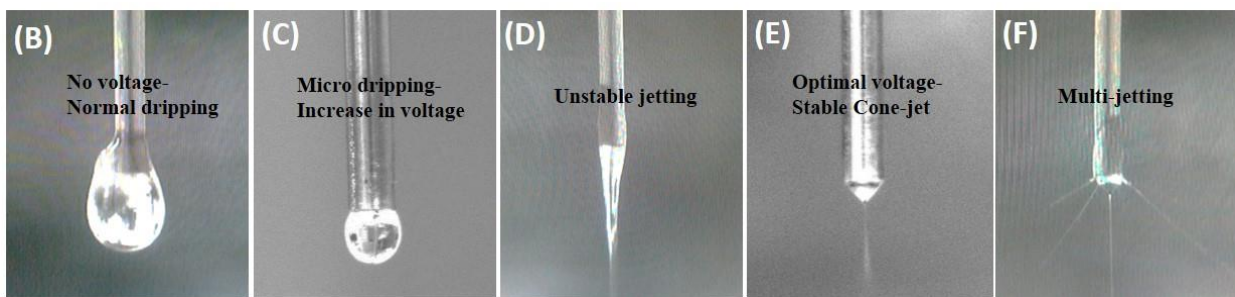 (B)
No voltage-
Normal dripping
(C)
Micro dripping-
Increase in voltage
(D)
Unstable jetting
(E)
Optimal voltage-
Stable Cone-jet
(F)
Multi-jetting